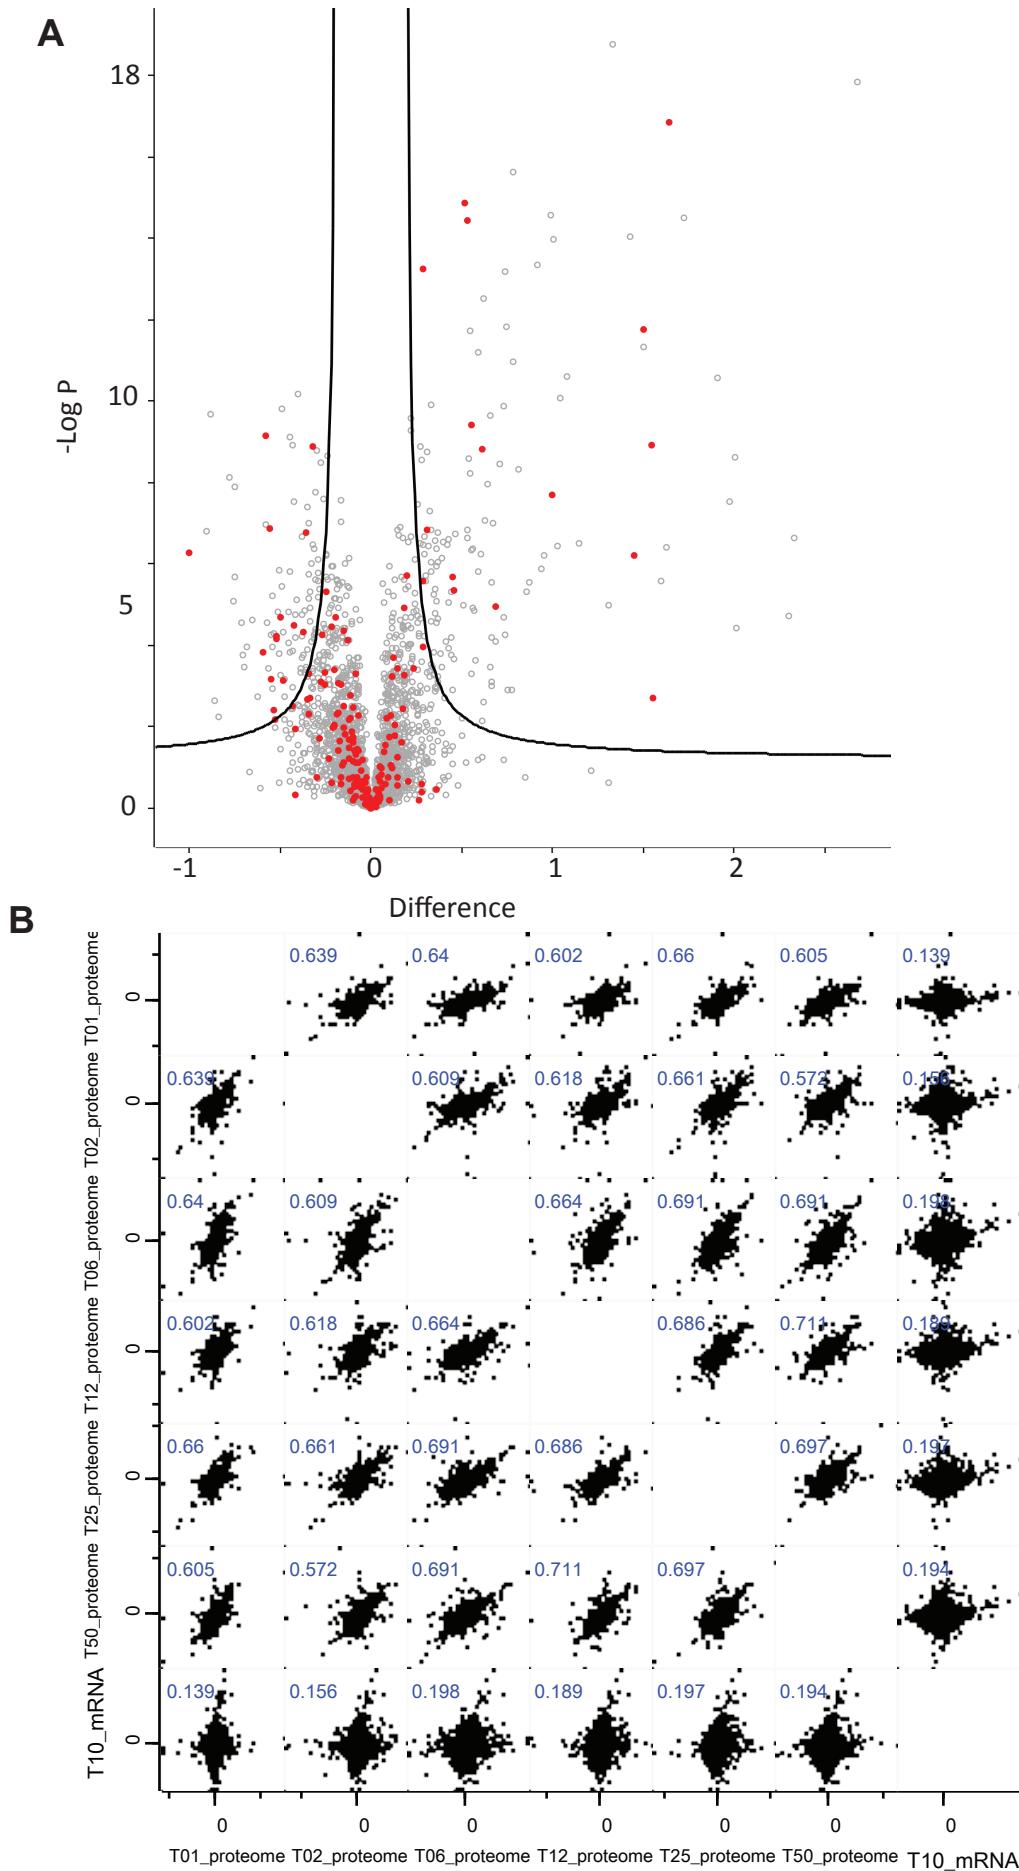 A
18
10
5
0
-Log P
-1 0 1 2
Difference
B
T01_proteome 0 0.639 0.64 0.602 0.66 0.605 0.139
T02_proteome 0 0.639 0.609 0.618 0.661 0.572 0.156
T06_proteome 0 0.64 0.609 0.664 0.691 0.691 0.198
T12_proteome 0 0.602 0.618 0.664 0.686 0.711 0.189
T25_proteome 0 0.66 0.661 0.691 0.686 0.697 0.197
T50_proteome 0 0.605 0.572 0.691 0.711 0.697 0.194
T10_mRNA 0 0.139 0.156 0.198 0.189 0.197 0.194
0 0 0 0 0 0 0
T01_proteome T02_proteome T06_proteome T12_proteome T25_proteome T50_proteome T10_mRNA